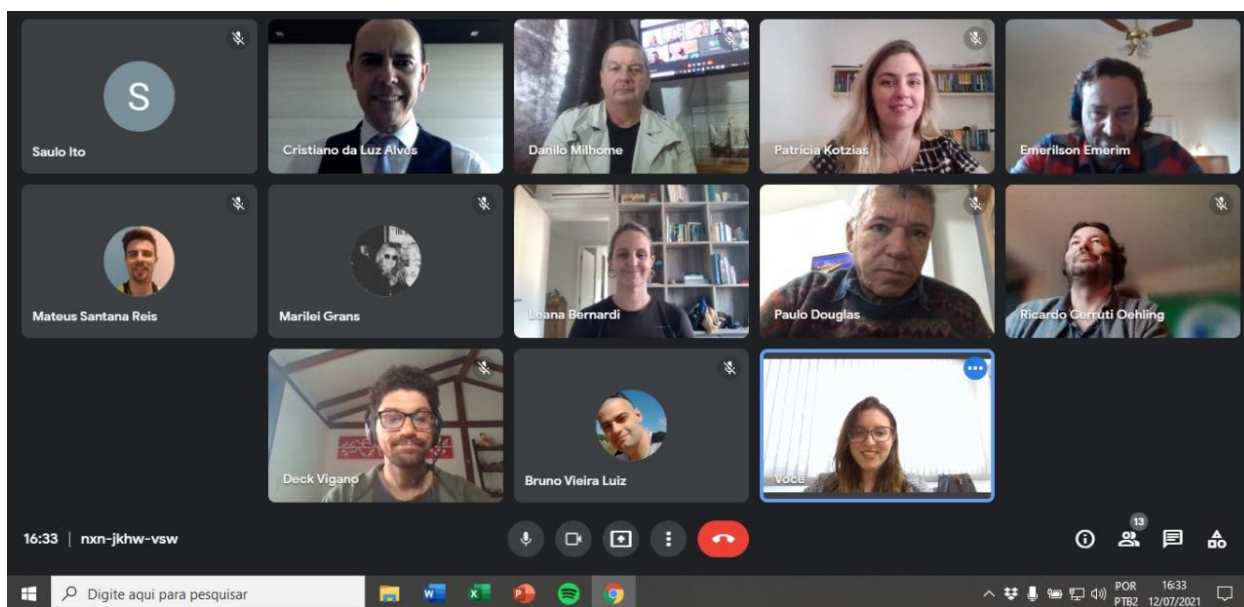 S
Saulo Ito
Cristiano da Luz Alves
Danilo Milhome
Patricia Kotzias
Emerilson Emerim
Mateus Santana Reis
Marilei Grans
Leana Bernardi
Paulo Douglas
Ricardo Cerruti Oehling
Deck Vigano
Bruno Vieira Luiz
Você
16:33 | nxn-jkhw-vsw
13
Digite aqui para pesquisar
POR 16:33
PTB2 12/07/2021